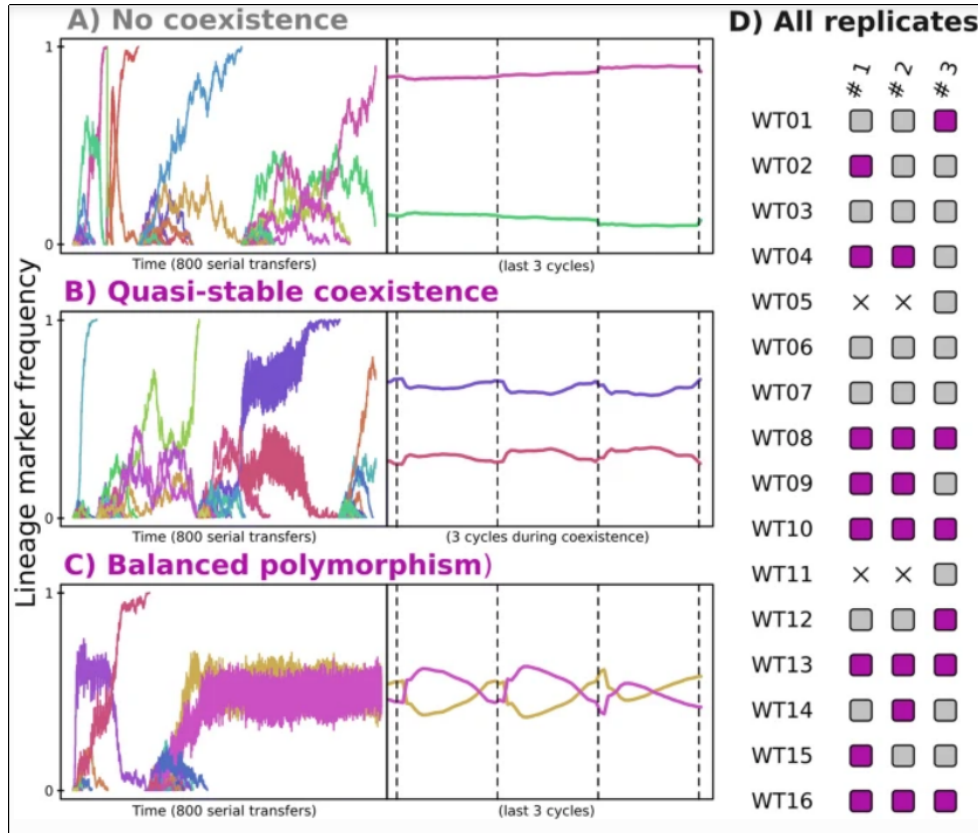 A) No coexistence
1
0
Time (800 serial transfers)
(last 3 cycles)
B) Quasi-stable coexistence
1
0
Time (800 serial transfers)
(3 cycles during coexistence)
C) Balanced polymorphism)
1
0
Time (800 serial transfers)
(last 3 cycles)
Lineage marker frequency
D) All replicates
# 1 # 2 # 3
WT01
WT02
WT03
WT04
WT05 × ×
WT06
WT07
WT08
WT09
WT10
WT11 × ×
WT12
WT13
WT14
WT15
WT16